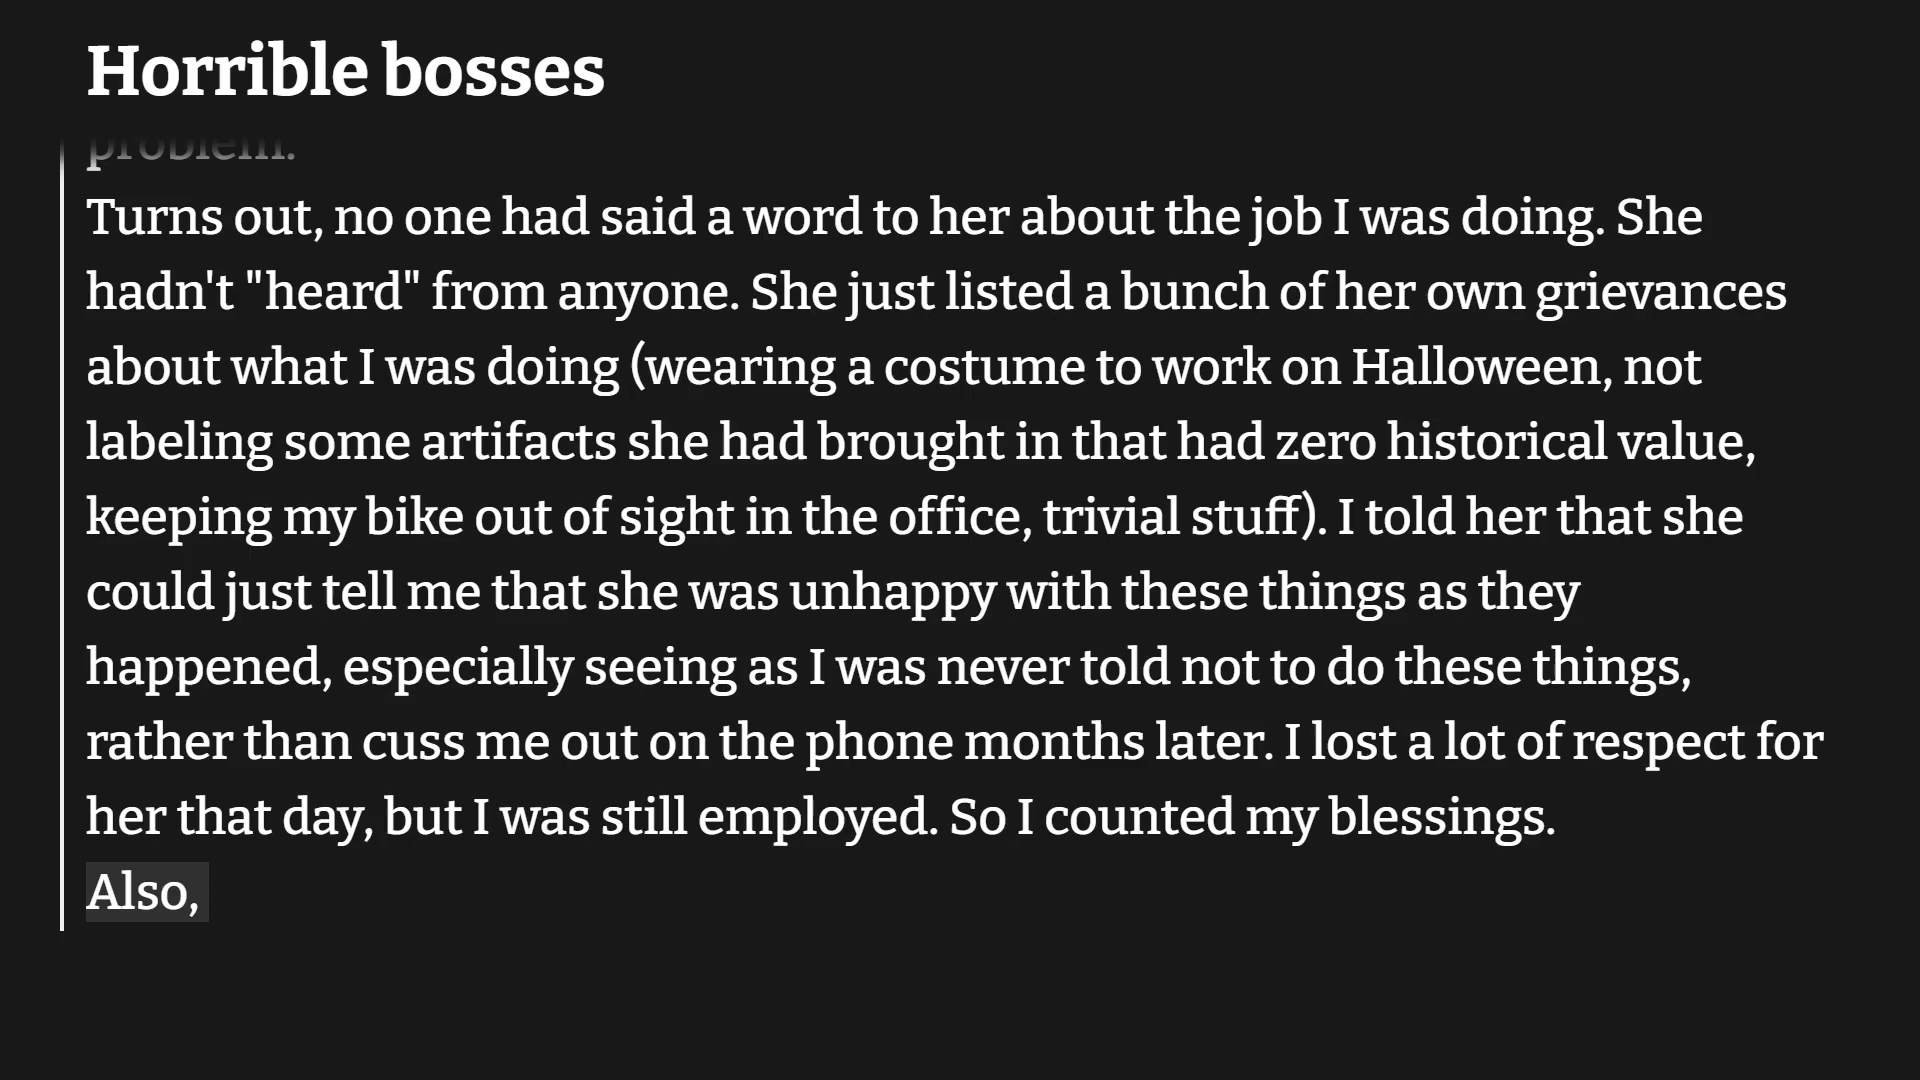 Horrible bosses
problem.
Turns out, no one had said a word to her about the job I was doing. She
hadn't "heard" from anyone. She just listed a bunch of her own grievances
about what I was doing (wearing a costume to work on Halloween, not
labeling some artifacts she had brought in that had zero historical value,
keeping my bike out of sight in the office, trivial stuff). I told her that she
could just tell me that she was unhappy with these things as they
happened, especially seeing as I was never told not to do these things,
rather than cuss me out on the phone months later. I lost a lot of respect for
her that day, but I was still employed. So I counted my blessings.
Also,